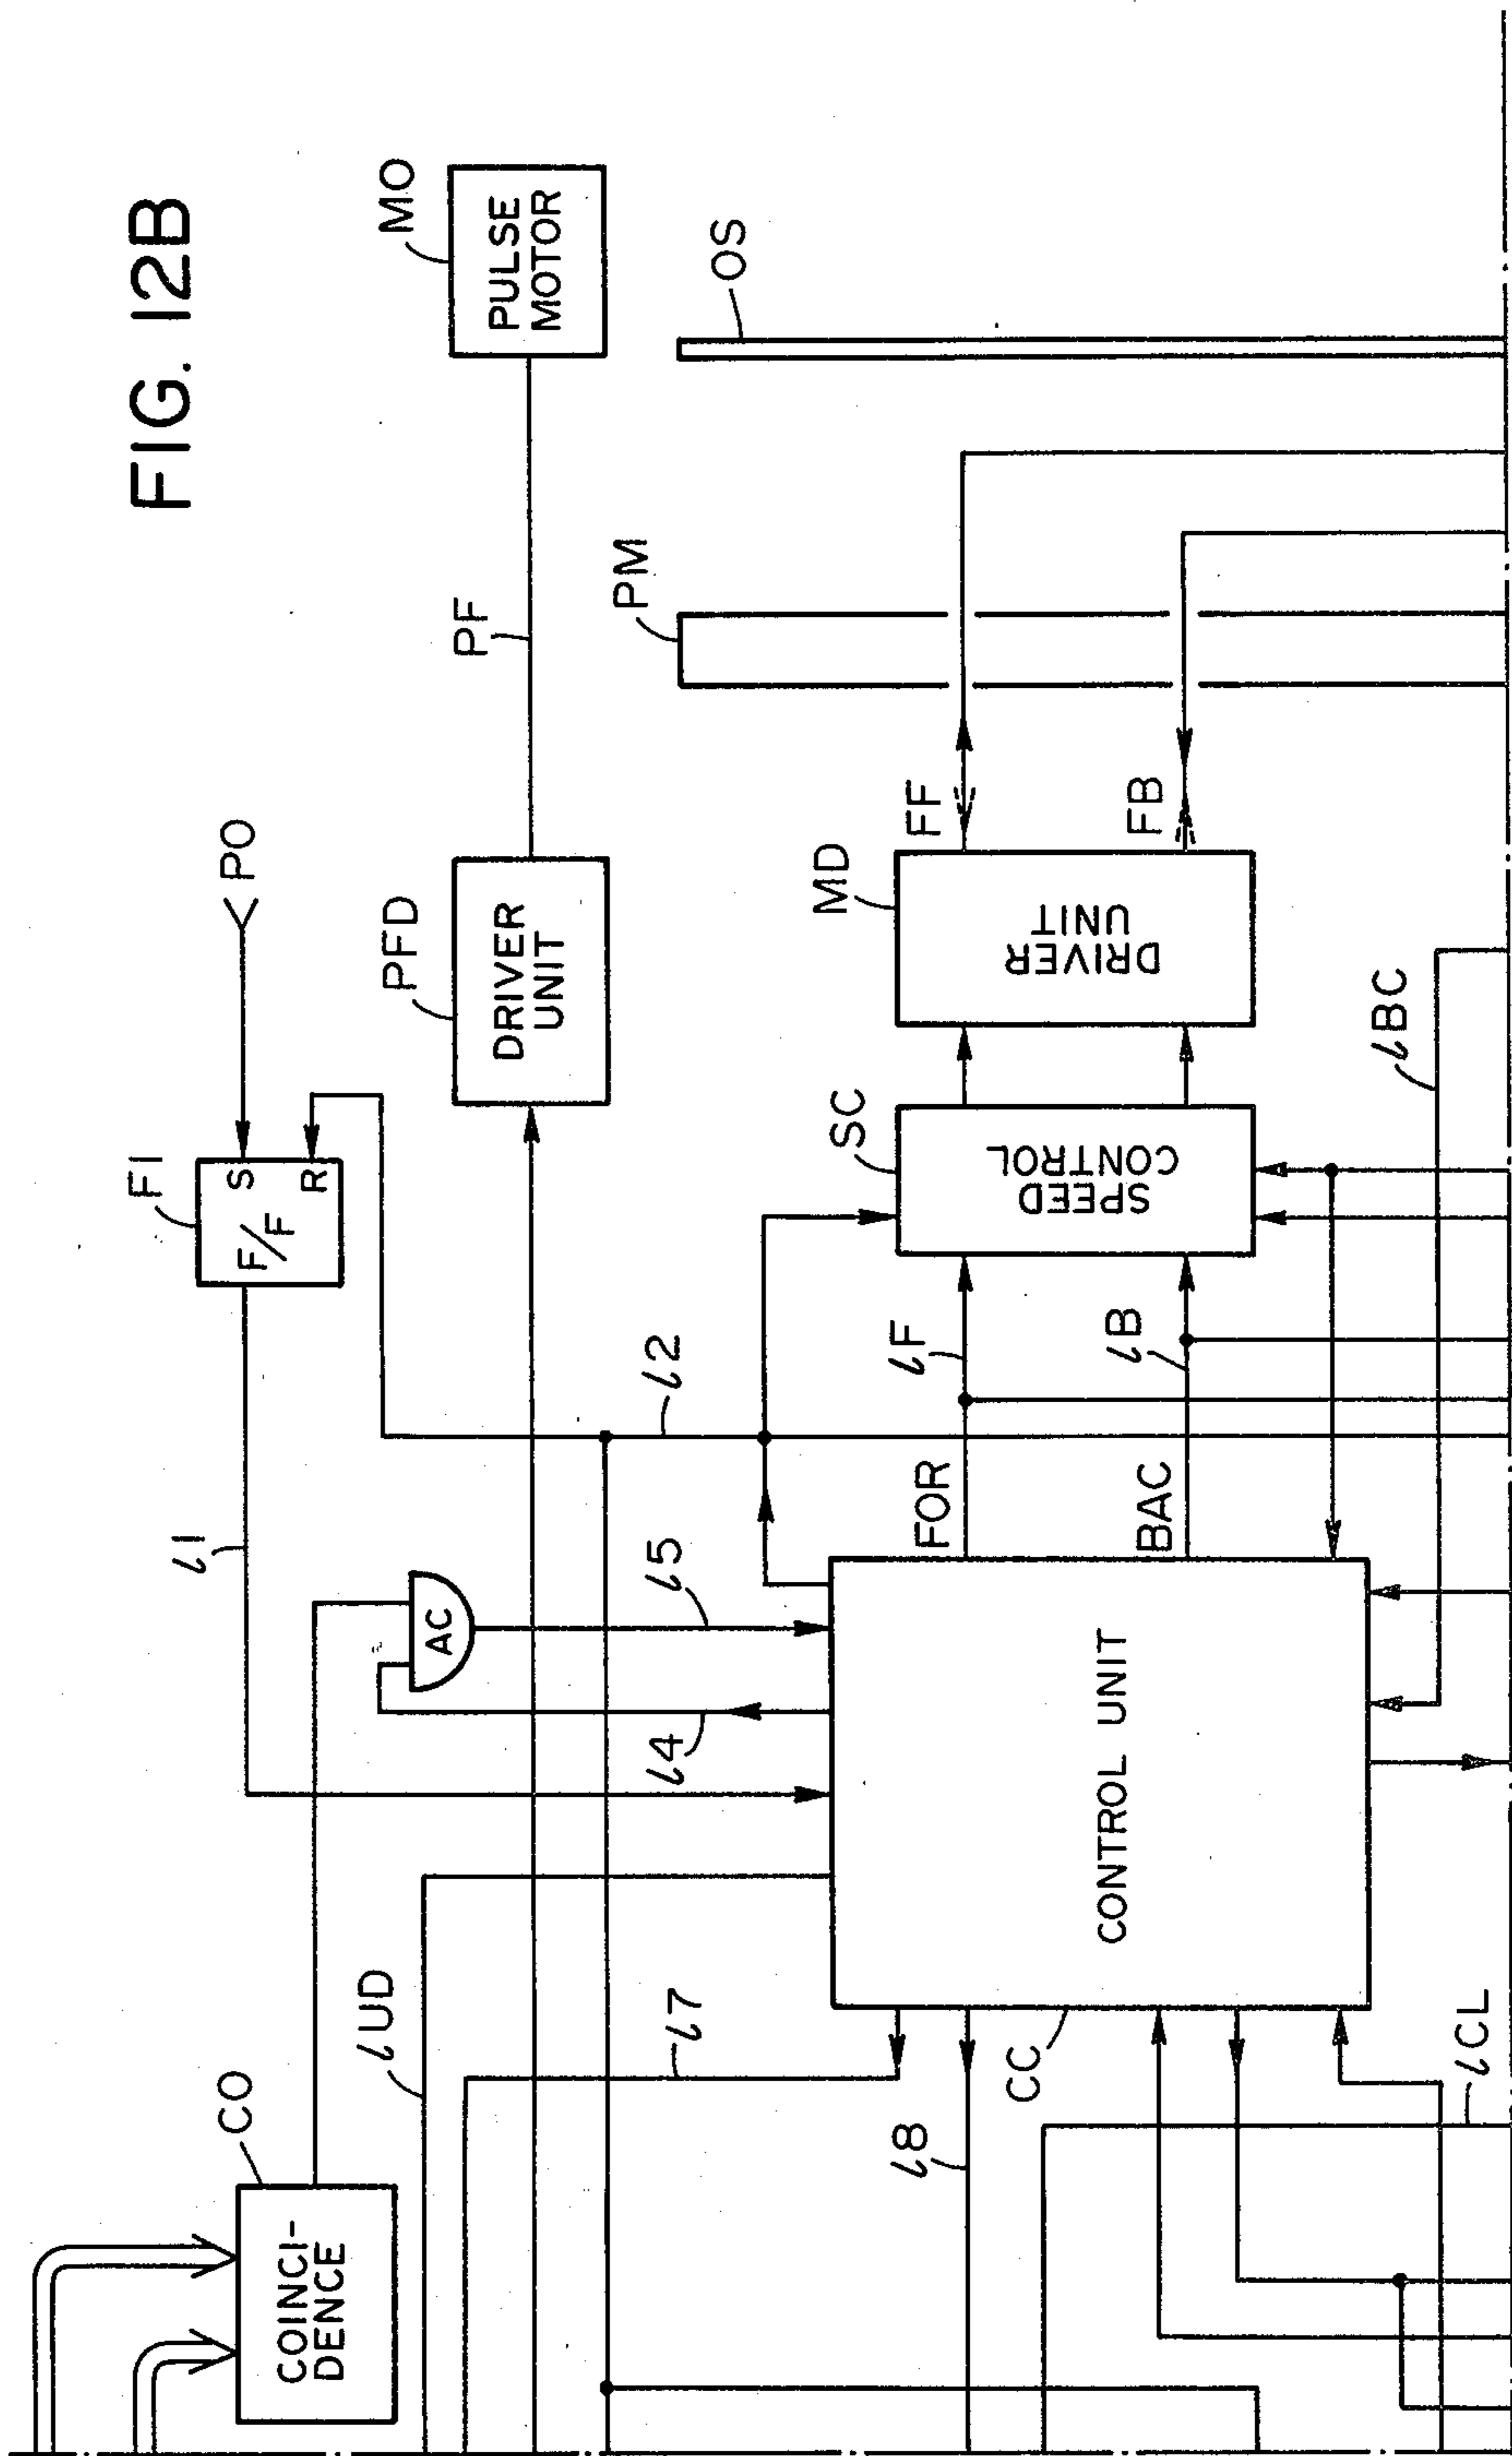 FIG. 12B
COINCI-
DENCE
CO
F1
F/F
S
R
PO
ℓ1
AC
ℓ5
ℓ4
ℓ2
ℓUD
ℓ7
PFD
DRIVER
UNIT
PF
MO
PULSE
MOTOR
PM
OS
CONTROL UNIT
CC
ℓ8
ℓCL
FOR
BAC
ℓF
ℓB
SC
SPEED
CONTROL
MD
DRIVER
UNIT
FF
FB
ℓBC